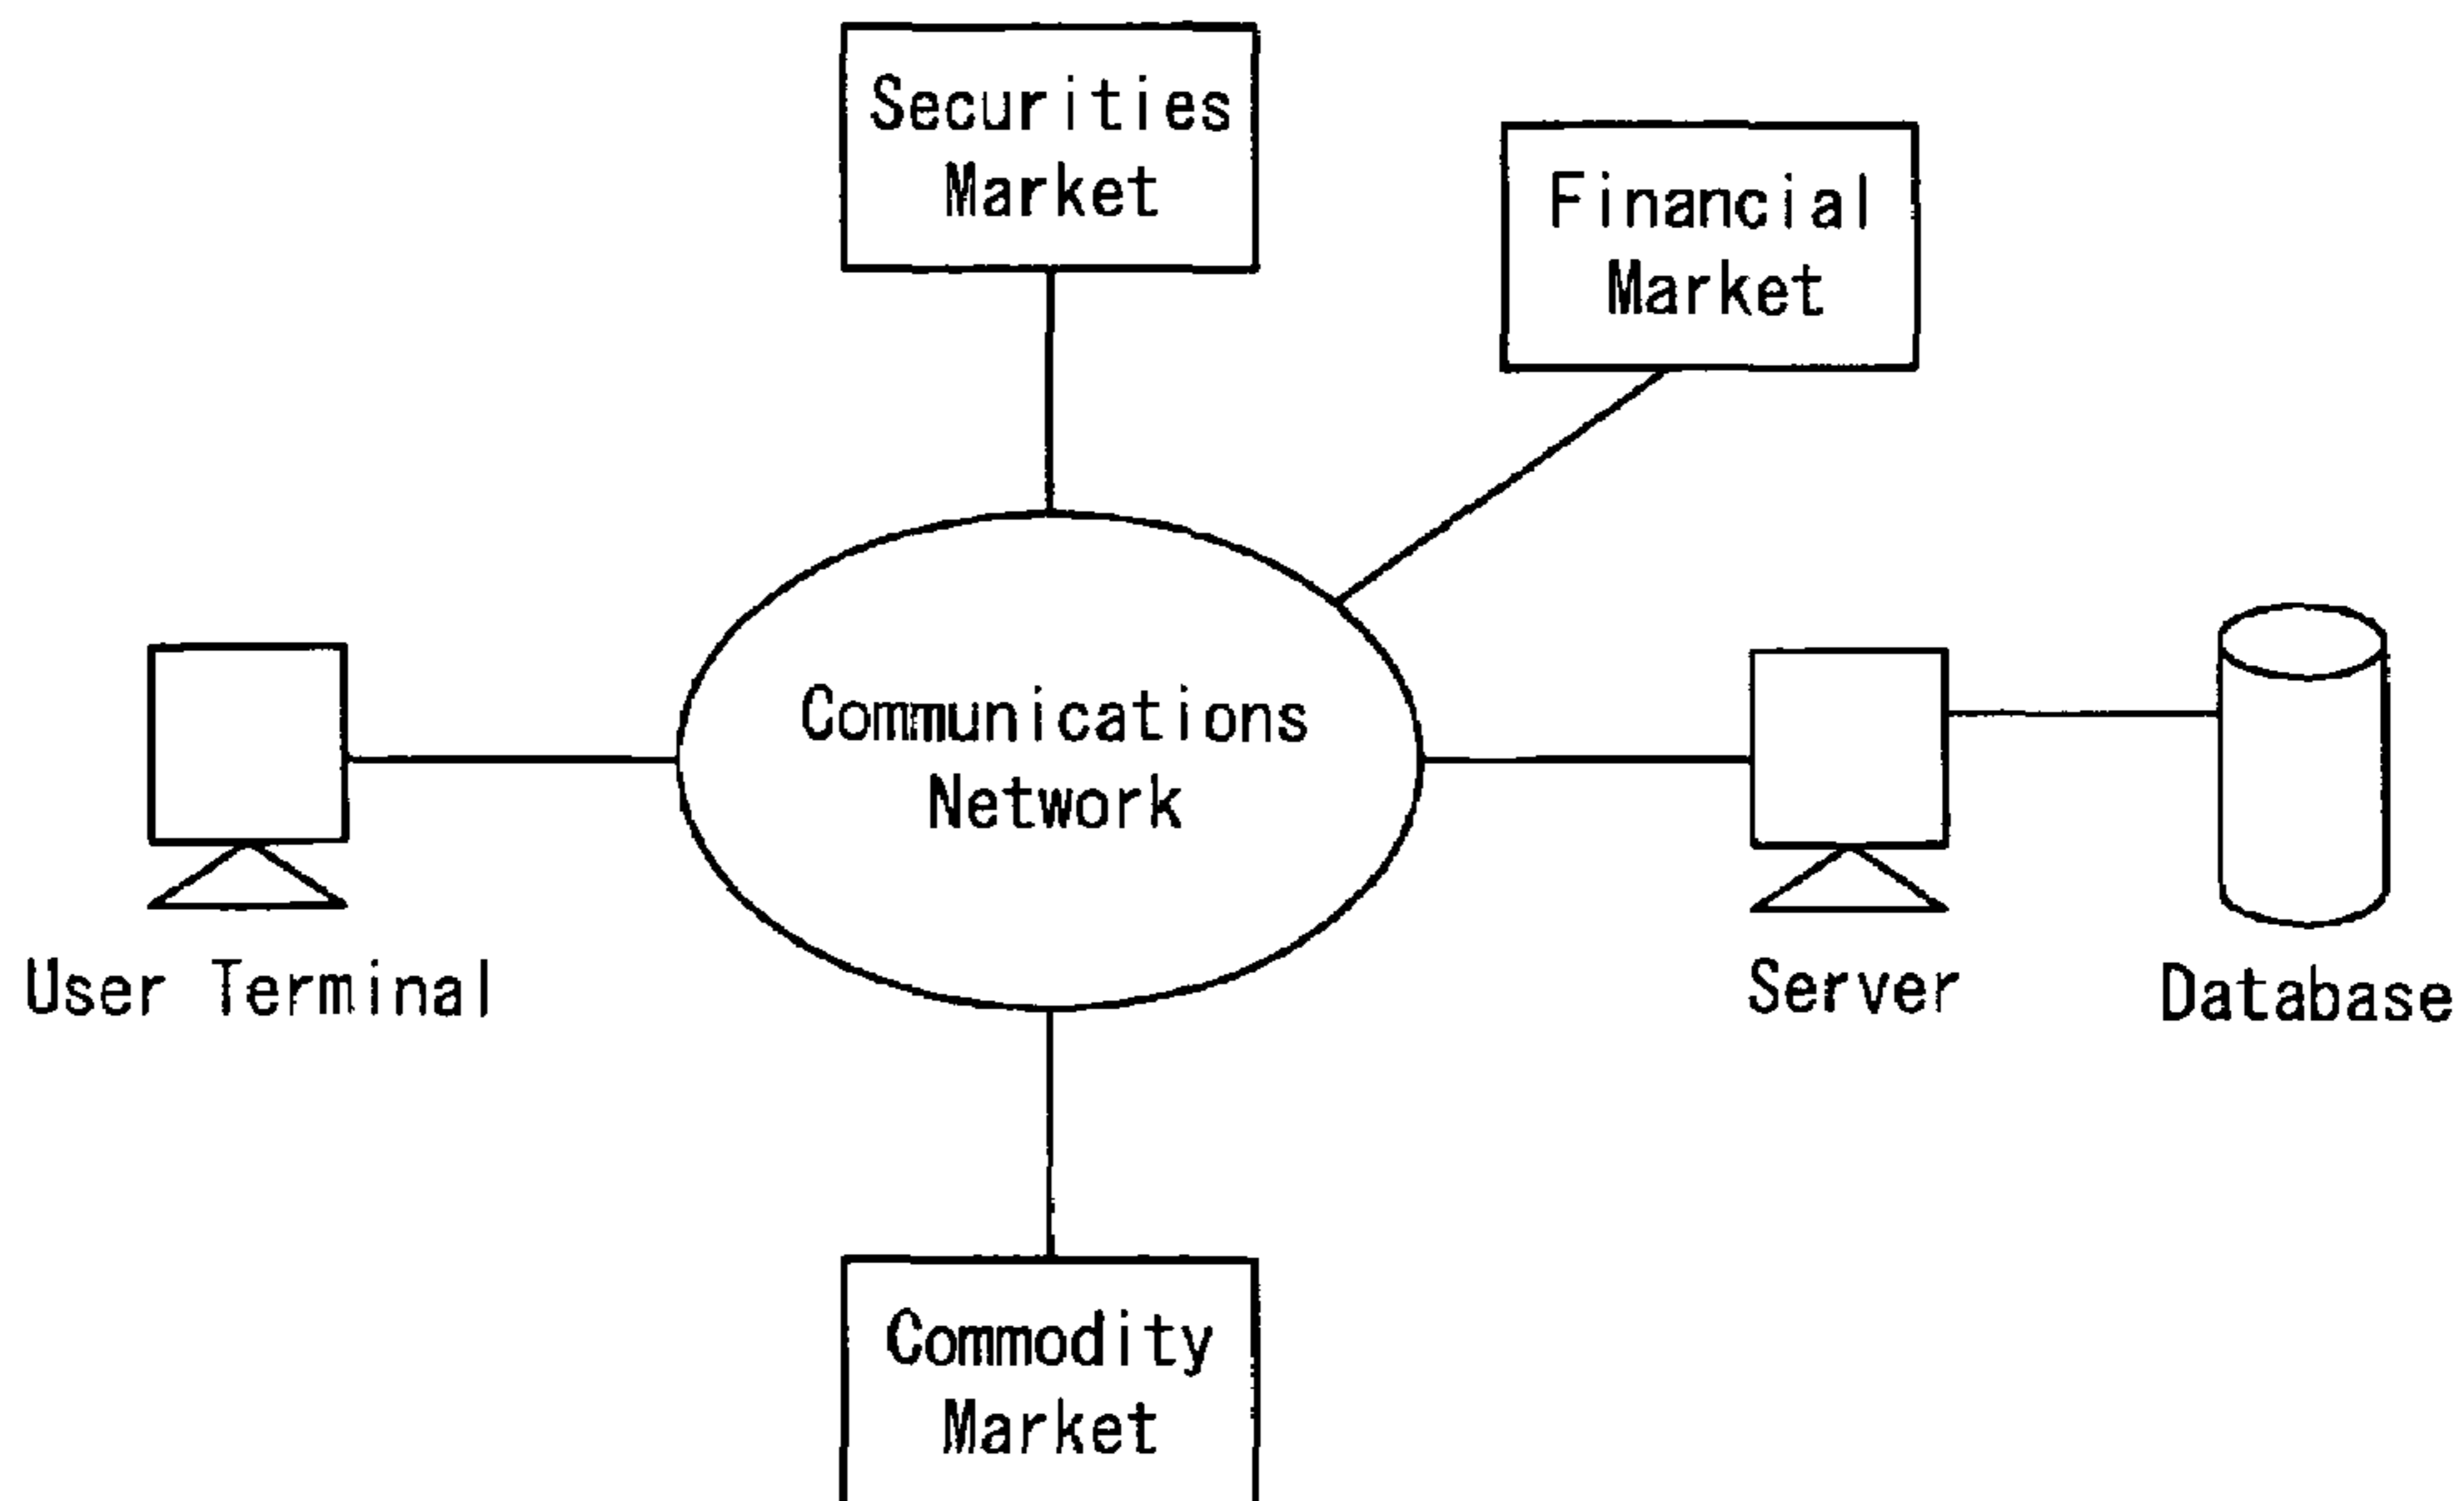 Securities
Market
Financial
Market
Communications
Network
User Terminal
Server
Database
Commodity
Market